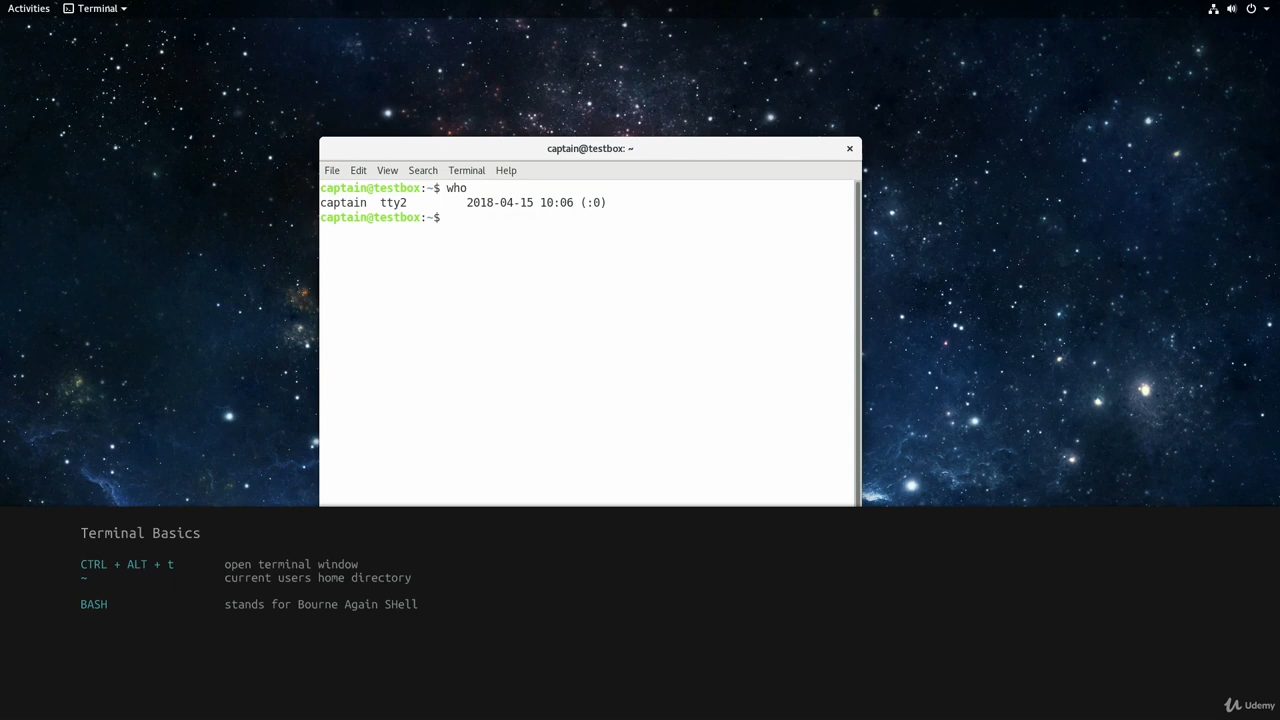 Activities Terminal
captain@testbox: ~ ×
File Edit View Search Terminal Help
captain@testbox:~$ who
captain tty2 2018-04-15 10:06 (:0)
captain@testbox:~$
Terminal Basics
CTRL + ALT + t open terminal window
~ current users home directory
BASH stands for Bourne Again SHell
Udemy